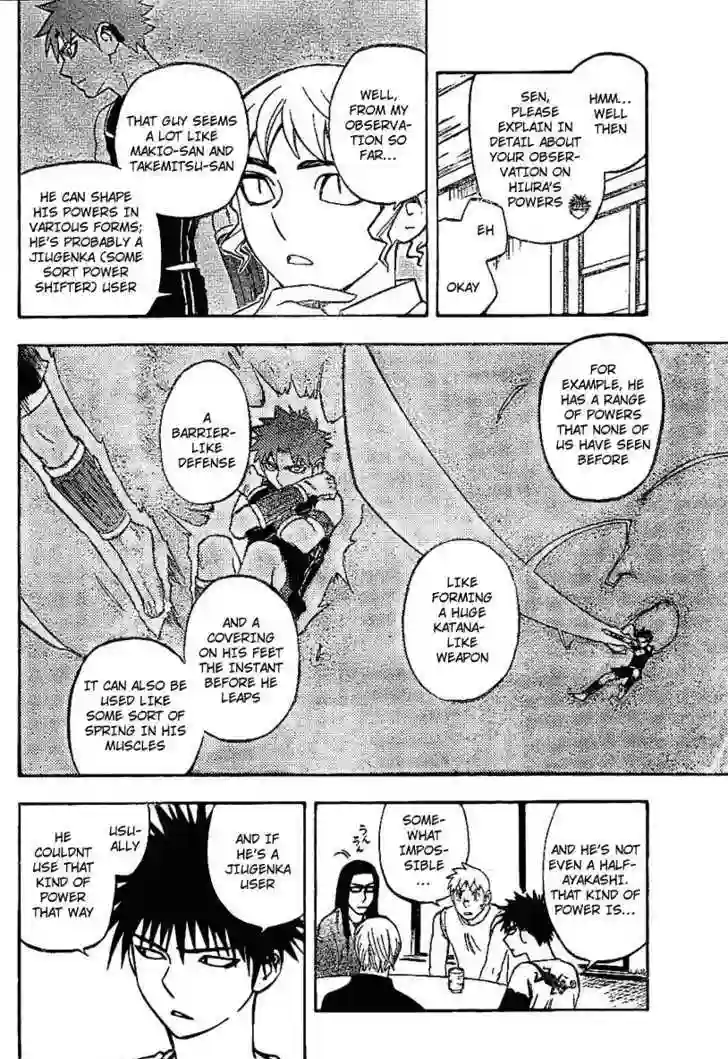 HMM...
WELL
THEN
SEN,
PLEASE
EXPLAIN IN
DETAIL ABOUT
YOUR OBSER-
VATION ON
HIURA'S
POWERS
EH
OKAY
WELL,
FROM MY
OBSERVA-
TION SO
FAR...
THAT GUY SEEMS
A LOT LIKE
MAKIO-SAN AND
TAKEMITSU-SAN
HE CAN SHAPE
HIS POWERS IN
VARIOUS FORMS;
HE'S PROBABLY A
JIUGENKA (SOME
SORT POWER
SHIFTER) USER
FOR
EXAMPLE, HE
HAS A RANGE
OF POWERS
THAT NONE OF
US HAVE SEEN
BEFORE
LIKE
FORMING
A HUGE
KATANA-
LIKE
WEAPON
A
BARRIER-
LIKE
DEFENSE
AND A
COVERING
ON HIS FEET
THE INSTANT
BEFORE HE
LEAPS
IT CAN ALSO BE
USED LIKE
SOME SORT OF
SPRING IN HIS
MUSCLES
AND HE'S NOT
EVEN A HALF-
AYAKASHI.
THAT KIND OF
POWER IS...
SOME-
WHAT
IMPOS-
SIBLE
...
うん
うん
AND IF
HE'S A
JIUGENKA
USER
USU-
ALLY
HE
COULDNT
USE THAT
KIND OF
POWER
THAT WAY